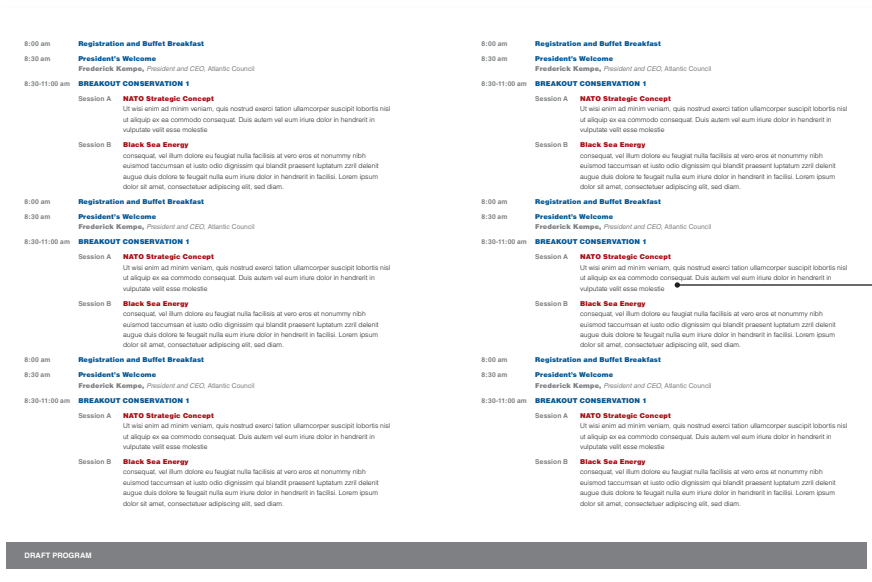 8:00 am Registration and Buffet Breakfast
8:30 am President's Welcome
Frederick Kempe, President and CEO, Atlantic Council
8:30-11:00 am BREAKOUT CONSERVATION 1
Session A NATO Strategic Concept
Ut wisi enim ad minim veniam, quis nostrud exerci tation ullamcorper suscipit lobortis nisl
ut aliquip ex ea commodo consequat. Duis autem vel eum iriure dolor in hendrerit in
vulputate velit esse molestie
Session B Black Sea Energy
consequat, vel illum dolore eu feugiat nulla facilisis at vero eros et nonummy nibh
euismod taccumsan et iusto odio dignissim qui blandit praesent luptatum zzril delenit
augue duis dolore te feugait nulla eum iriure dolor in hendrerit in facilisi. Lorem ipsum
dolor sit amet, consectetuer adipiscing elit, sed diam.
8:00 am Registration and Buffet Breakfast
8:30 am President's Welcome
Frederick Kempe, President and CEO, Atlantic Council
8:30-11:00 am BREAKOUT CONSERVATION 1
Session A NATO Strategic Concept
Ut wisi enim ad minim veniam, quis nostrud exerci tation ullamcorper suscipit lobortis nisl
ut aliquip ex ea commodo consequat. Duis autem vel eum iriure dolor in hendrerit in
vulputate velit esse molestie
Session B Black Sea Energy
consequat, vel illum dolore eu feugiat nulla facilisis at vero eros et nonummy nibh
euismod taccumsan et iusto odio dignissim qui blandit praesent luptatum zzril delenit
augue duis dolore te feugait nulla eum iriure dolor in hendrerit in facilisi. Lorem ipsum
dolor sit amet, consectetuer adipiscing elit, sed diam.
8:00 am Registration and Buffet Breakfast
8:30 am President's Welcome
Frederick Kempe, President and CEO, Atlantic Council
8:30-11:00 am BREAKOUT CONSERVATION 1
Session A NATO Strategic Concept
Ut wisi enim ad minim veniam, quis nostrud exerci tation ullamcorper suscipit lobortis nisl
ut aliquip ex ea commodo consequat. Duis autem vel eum iriure dolor in hendrerit in
vulputate velit esse molestie
Session B Black Sea Energy
consequat, vel illum dolore eu feugiat nulla facilisis at vero eros et nonummy nibh
euismod taccumsan et iusto odio dignissim qui blandit praesent luptatum zzril delenit
augue duis dolore te feugait nulla eum iriure dolor in hendrerit in facilisi. Lorem ipsum
dolor sit amet, consectetuer adipiscing elit, sed diam.
8:00 am Registration and Buffet Breakfast
8:30 am President's Welcome
Frederick Kempe, President and CEO, Atlantic Council
8:30-11:00 am BREAKOUT CONSERVATION 1
Session A NATO Strategic Concept
Ut wisi enim ad minim veniam, quis nostrud exerci tation ullamcorper suscipit lobortis nisl
ut aliquip ex ea commodo consequat. Duis autem vel eum iriure dolor in hendrerit in
vulputate velit esse molestie
Session B Black Sea Energy
consequat, vel illum dolore eu feugiat nulla facilisis at vero eros et nonummy nibh
euismod taccumsan et iusto odio dignissim qui blandit praesent luptatum zzril delenit
augue duis dolore te feugait nulla eum iriure dolor in hendrerit in facilisi. Lorem ipsum
dolor sit amet, consectetuer adipiscing elit, sed diam.
8:00 am Registration and Buffet Breakfast
8:30 am President's Welcome
Frederick Kempe, President and CEO, Atlantic Council
8:30-11:00 am BREAKOUT CONSERVATION 1
Session A NATO Strategic Concept
Ut wisi enim ad minim veniam, quis nostrud exerci tation ullamcorper suscipit lobortis nisl
ut aliquip ex ea commodo consequat. Duis autem vel eum iriure dolor in hendrerit in
vulputate velit esse molestie
Session B Black Sea Energy
consequat, vel illum dolore eu feugiat nulla facilisis at vero eros et nonummy nibh
euismod taccumsan et iusto odio dignissim qui blandit praesent luptatum zzril delenit
augue duis dolore te feugait nulla eum iriure dolor in hendrerit in facilisi. Lorem ipsum
dolor sit amet, consectetuer adipiscing elit, sed diam.
8:00 am Registration and Buffet Breakfast
8:30 am President's Welcome
Frederick Kempe, President and CEO, Atlantic Council
8:30-11:00 am BREAKOUT CONSERVATION 1
Session A NATO Strategic Concept
Ut wisi enim ad minim veniam, quis nostrud exerci tation ullamcorper suscipit lobortis nisl
ut aliquip ex ea commodo consequat. Duis autem vel eum iriure dolor in hendrerit in
vulputate velit esse molestie
Session B Black Sea Energy
consequat, vel illum dolore eu feugiat nulla facilisis at vero eros et nonummy nibh
euismod taccumsan et iusto odio dignissim qui blandit praesent luptatum zzril delenit
augue duis dolore te feugait nulla eum iriure dolor in hendrerit in facilisi. Lorem ipsum
dolor sit amet, consectetuer adipiscing elit, sed diam.
DRAFT PROGRAM